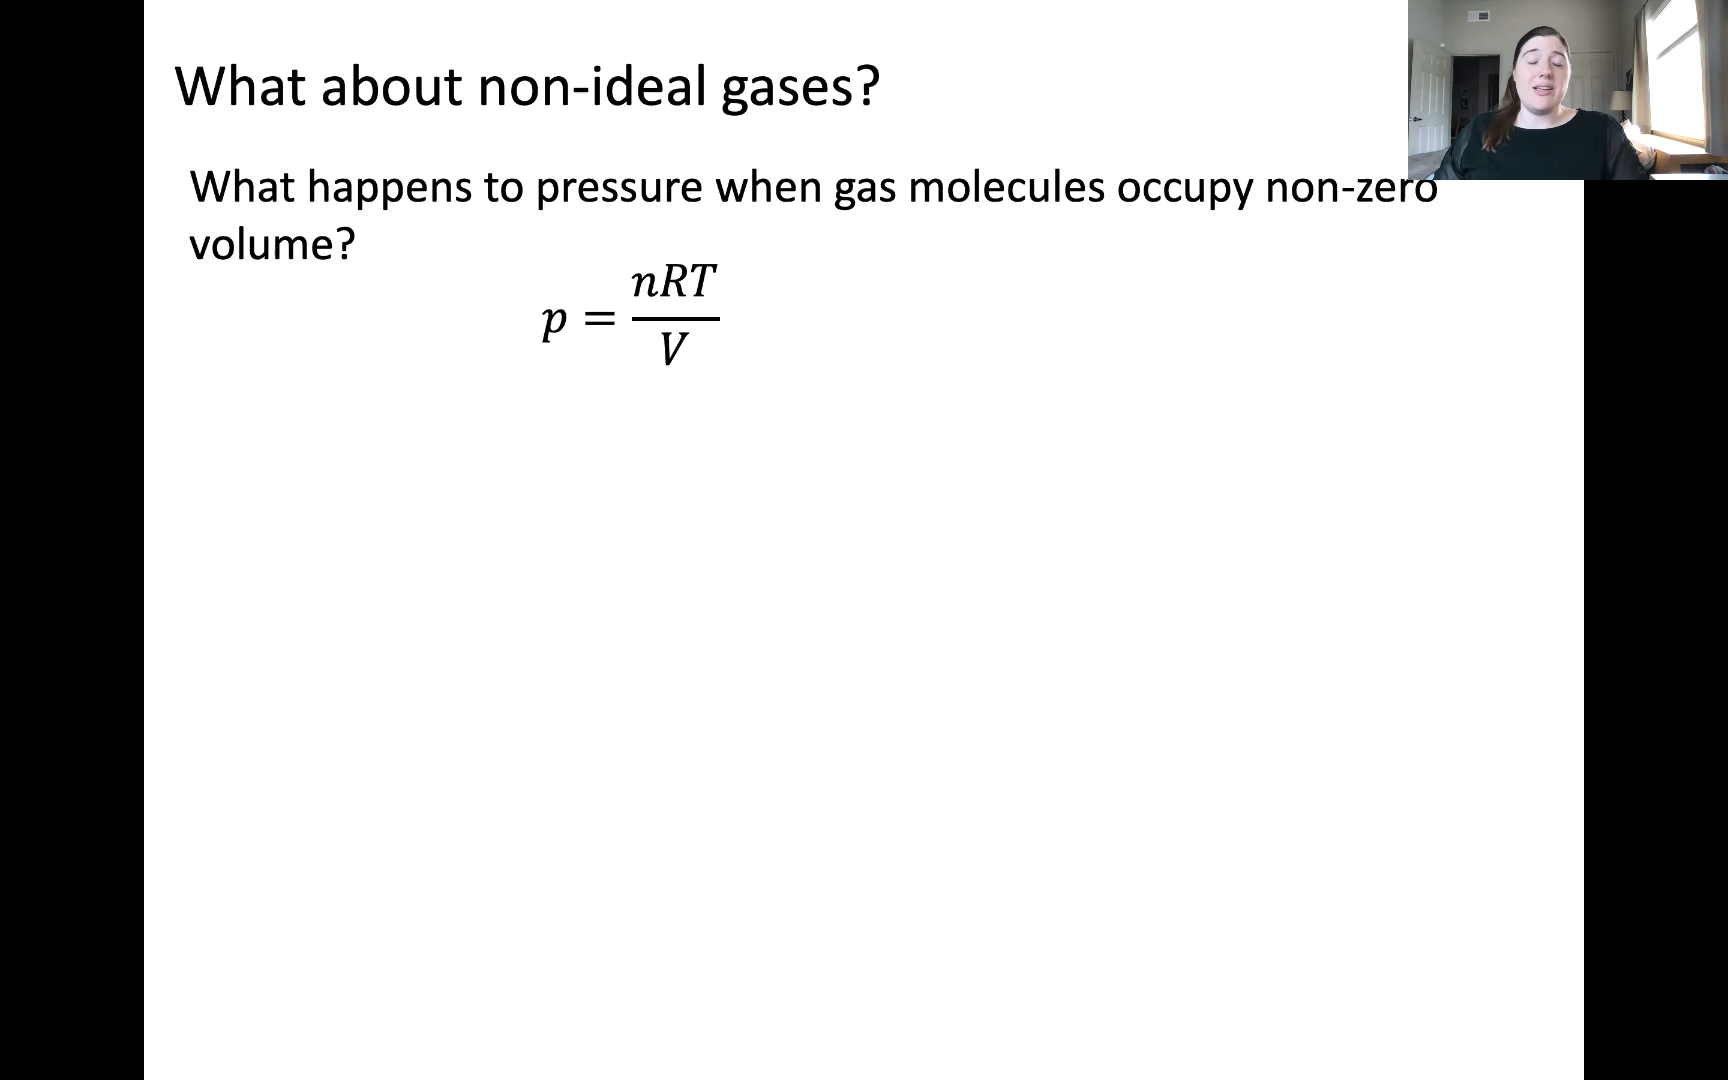 What about non-ideal gases?
What happens to pressure when gas molecules occupy non-zero
volume?
p = nRT / V